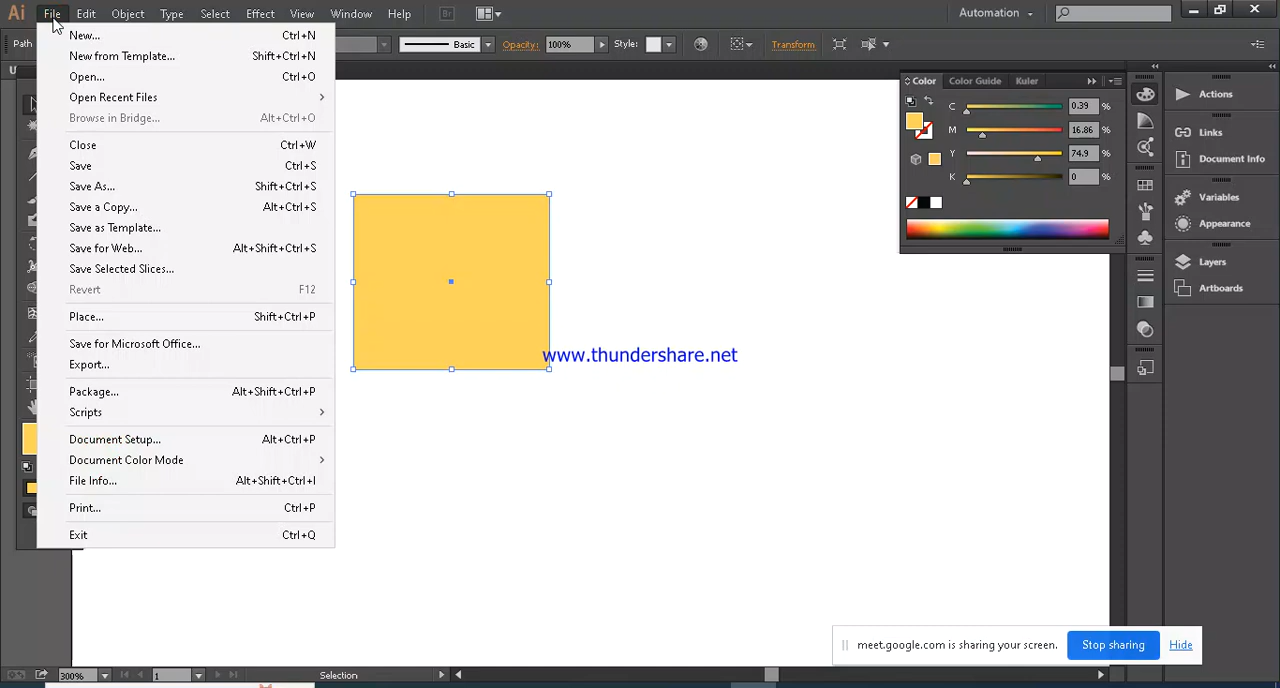 Ai File Edit Object Type Select Effect View Window Help Br Automation
Path Basic Opacity: 100% Style: Transform
New... Ctrl+N
New from Template... Shift+Ctrl+N
Open... Ctrl+O
Open Recent Files
Browse in Bridge... Alt+Ctrl+O
Close Ctrl+W
Save Ctrl+S
Save As... Shift+Ctrl+S
Save a Copy... Alt+Ctrl+S
Save as Template...
Save for Web... Alt+Shift+Ctrl+S
Save Selected Slices...
Revert F12
Place... Shift+Ctrl+P
Save for Microsoft Office...
Export...
Package... Alt+Shift+Ctrl+P
Scripts
Document Setup... Alt+Ctrl+P
Document Color Mode
File Info... Alt+Shift+Ctrl+I
Print... Ctrl+P
Exit Ctrl+Q
www.thundershare.net
Color Color Guide Kuler
C 0.39 %
M 16.86 %
Y 74.9 %
K 0 %
Actions
Links
Document Info
Variables
Appearance
Layers
Artboards
meet.google.com is sharing your screen. Stop sharing Hide
300% 1 Selection